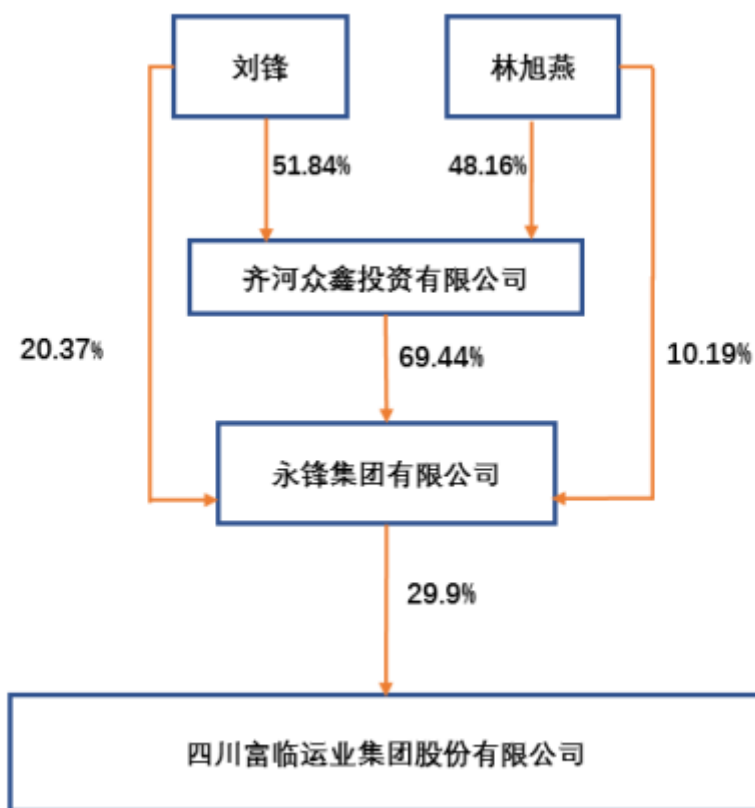 刘锋
林旭燕
51.84%
48.16%
齐河众鑫投资有限公司
20.37%
69.44%
10.19%
永锋集团有限公司
29.9%
四川富临运业集团股份有限公司